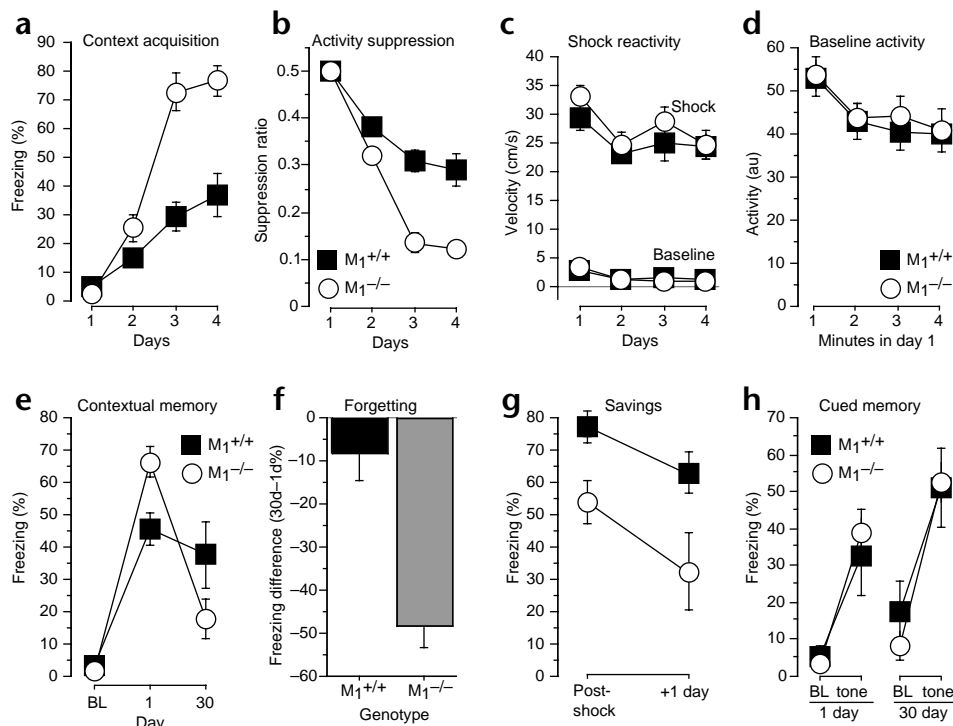 a
Context acquisition
Freezing (%)
90
80
70
60
50
40
30
20
10
0
1 2 3 4
Days
b
Activity suppression
Suppression ratio
0.5
0.4
0.3
0.2
0.1
0.0
M1+/+
M1−/−
1 2 3 4
Days
c
Shock reactivity
Velocity (cm/s)
40
35
30
25
20
15
10
5
0
Shock
Baseline
1 2 3 4
Days
d
Baseline activity
Activity (au)
60
50
40
30
20
10
0
M1+/+
M1−/−
1 2 3 4
Minutes in day 1
e
Contextual memory
Freezing (%)
80
70
60
50
40
30
20
10
0
M1+/+
M1−/−
BL 1 30
Day
f
Forgetting
Freezing difference (30d–1d%)
0
−10
−20
−30
−40
−50
−60
M1+/+ M1−/−
Genotype
g
Savings
Freezing (%)
80
70
60
50
40
30
20
10
0
Post-
shock
+1 day
h
Cued memory
Freezing (%)
70
60
50
40
30
20
10
0
M1+/+
M1−/−
BL tone BL tone
1 day 30 day